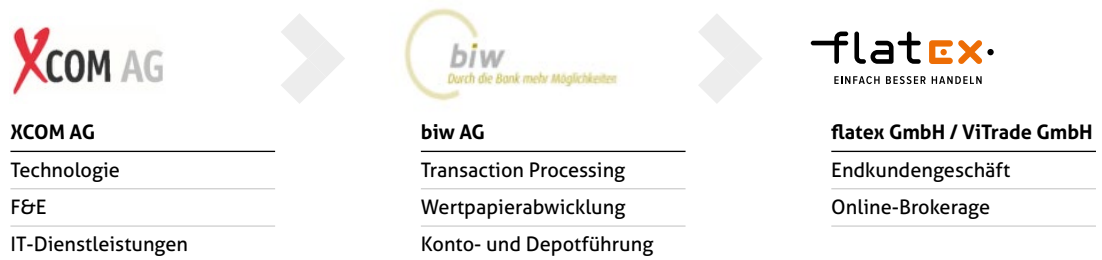 XCOM AG
biw
Durch die Bank mehr Möglichkeiten
flatex
EINFACH BESSER HANDELN
XCOM AG
Technologie
F&E
IT-Dienstleistungen
biw AG
Transaction Processing
Wertpapierabwicklung
Konto- und Depotführung
flatex GmbH / ViTrade GmbH
Endkundengeschäft
Online-Brokerage